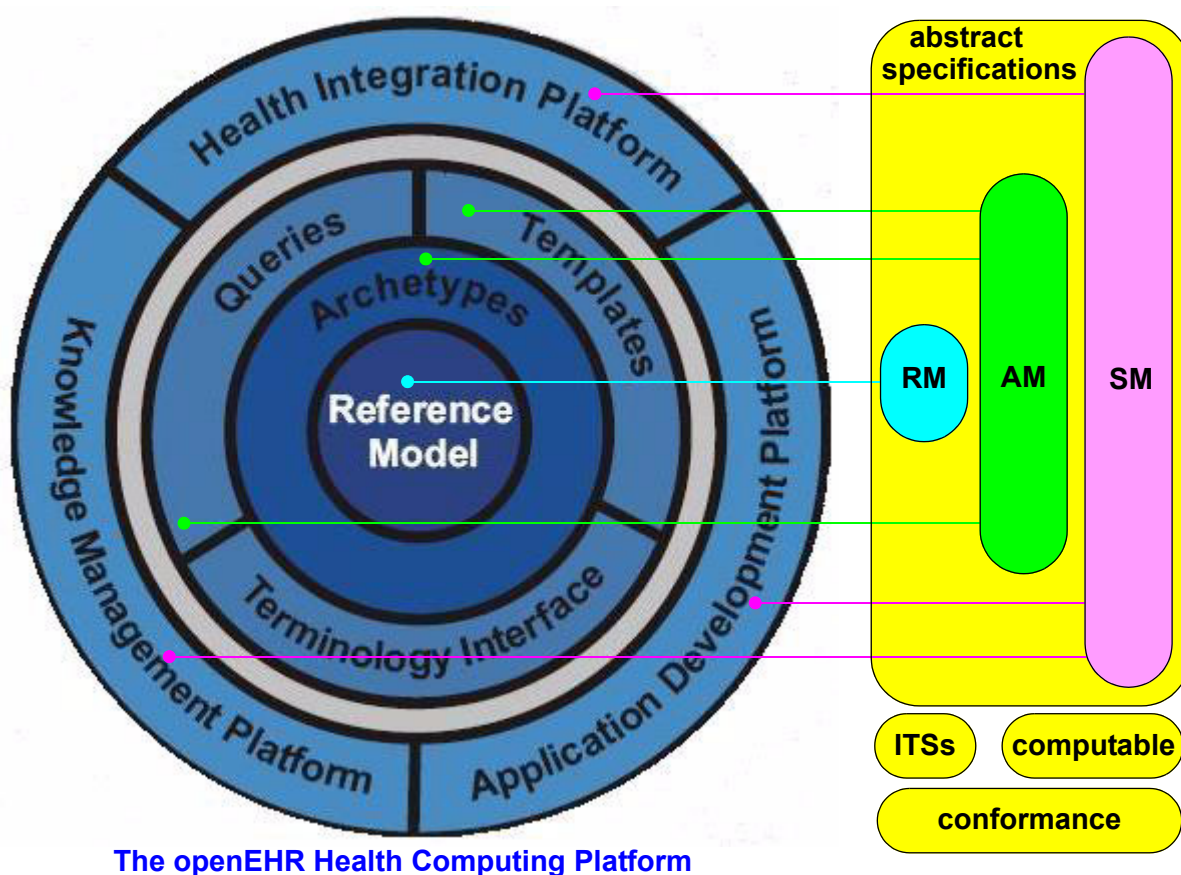 Health Integration Platform
Queries
Templates
Archetypes
Reference
Model
Terminology Interface
Knowledge Management Platform
Application Development Platform
abstract
specifications
RM
AM
SM
ITSs
computable
conformance
The openEHR Health Computing Platform